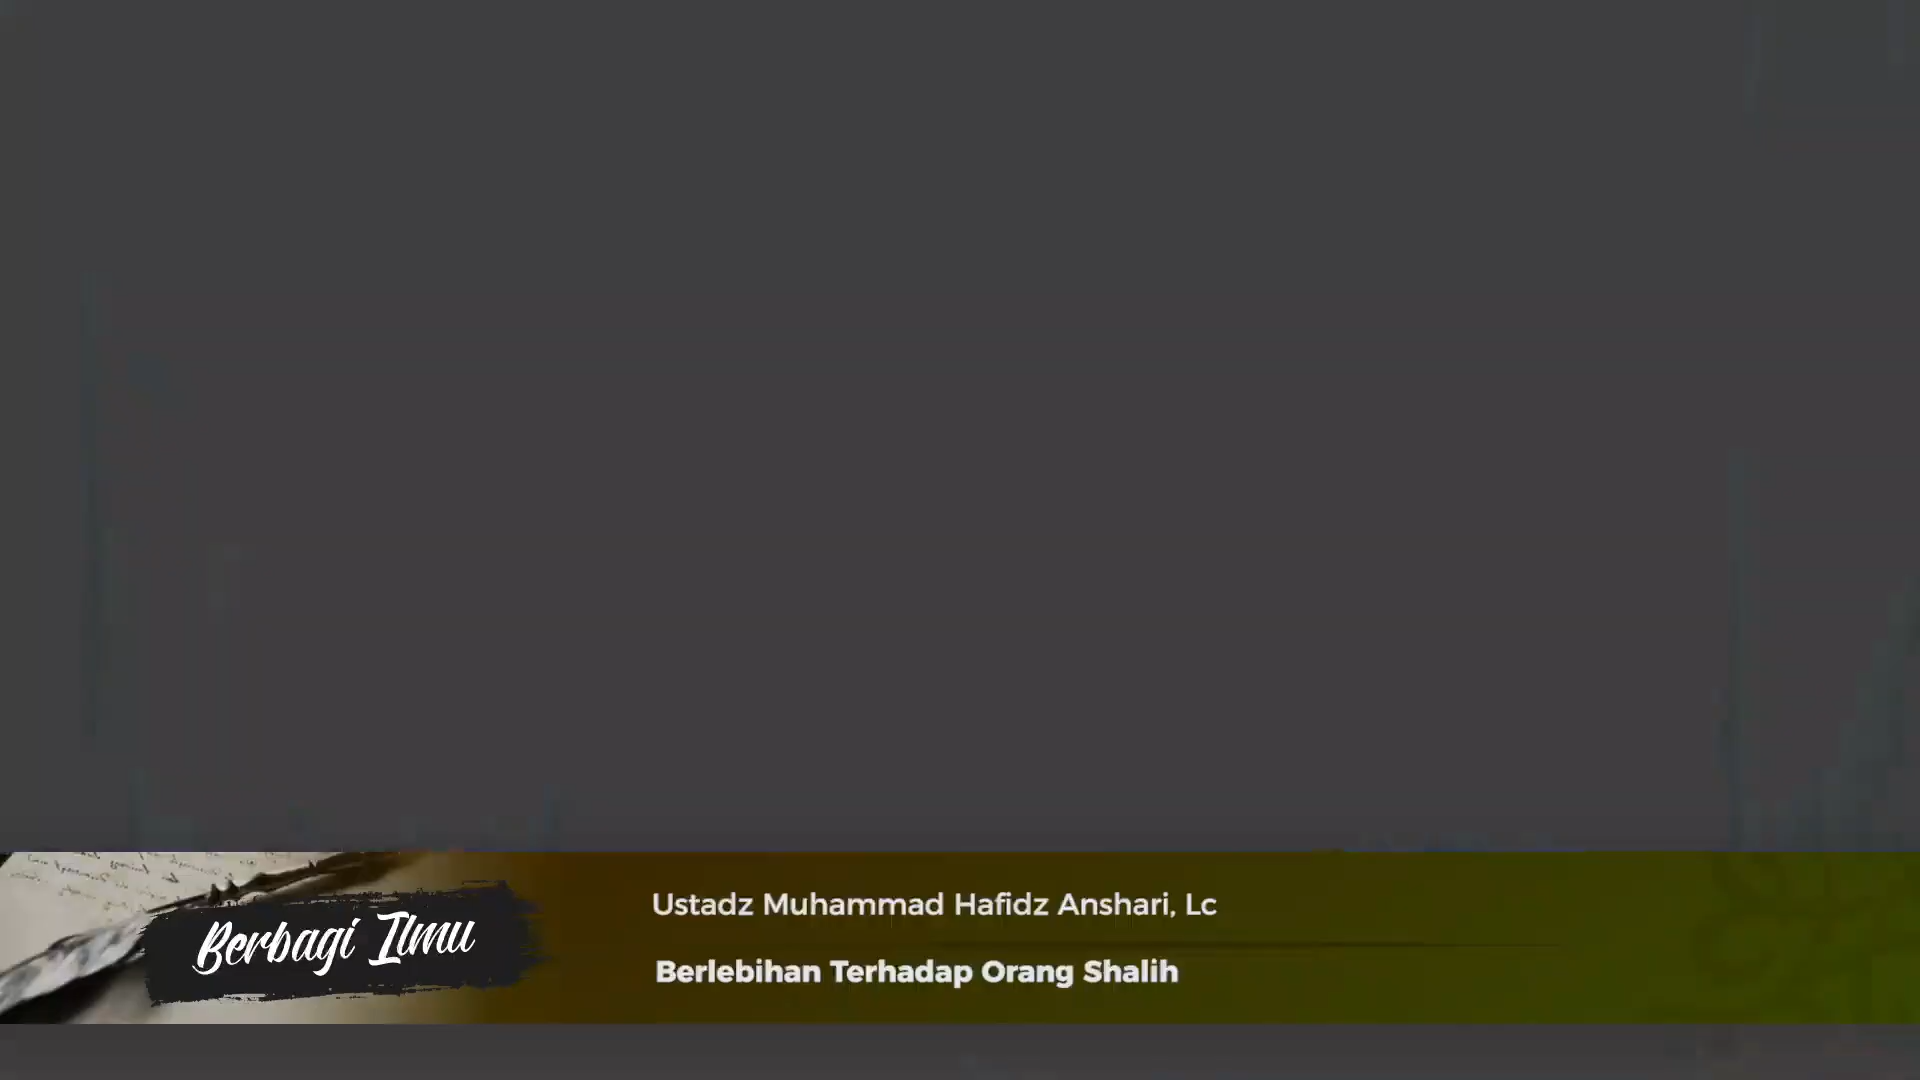 Berbagi Ilmu
Ustadz Muhammad Hafidz Anshari, Lc
Berlebihan Terhadap Orang Shalih